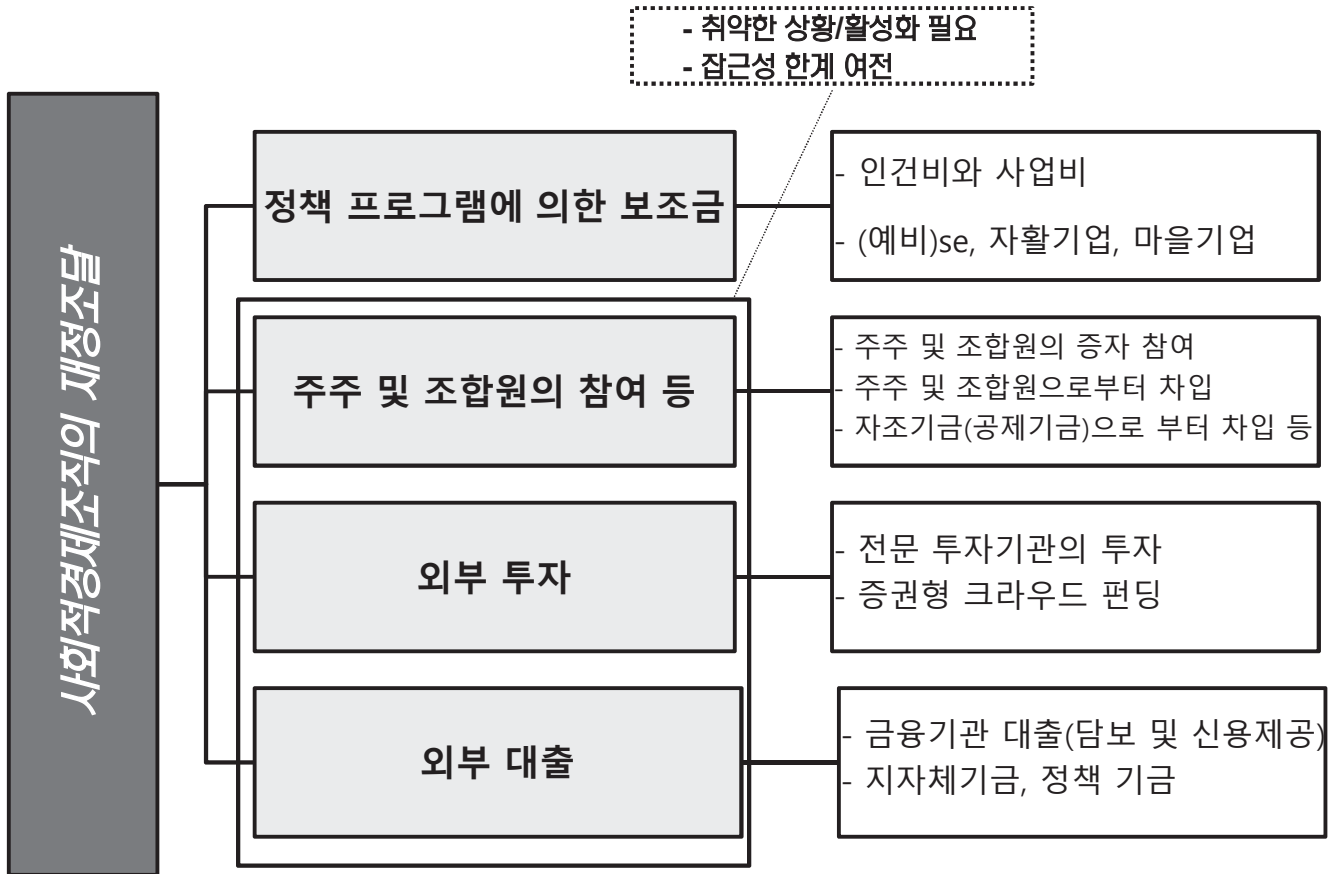 - 취약한 상황/활성화 필요
- 잡근성 한계 여전
사회적경제조직의 재정조달
정책 프로그램에 의한 보조금
- 인건비와 사업비
- (예비)se, 자활기업, 마을기업
주주 및 조합원의 참여 등
- 주주 및 조합원의 증자 참여
- 주주 및 조합원으로부터 차입
- 자조기금(공제기금)으로 부터 차입 등
외부 투자
- 전문 투자기관의 투자
- 증권형 크라우드 펀딩
외부 대출
- 금융기관 대출(담보 및 신용제공)
- 지자체기금, 정책 기금